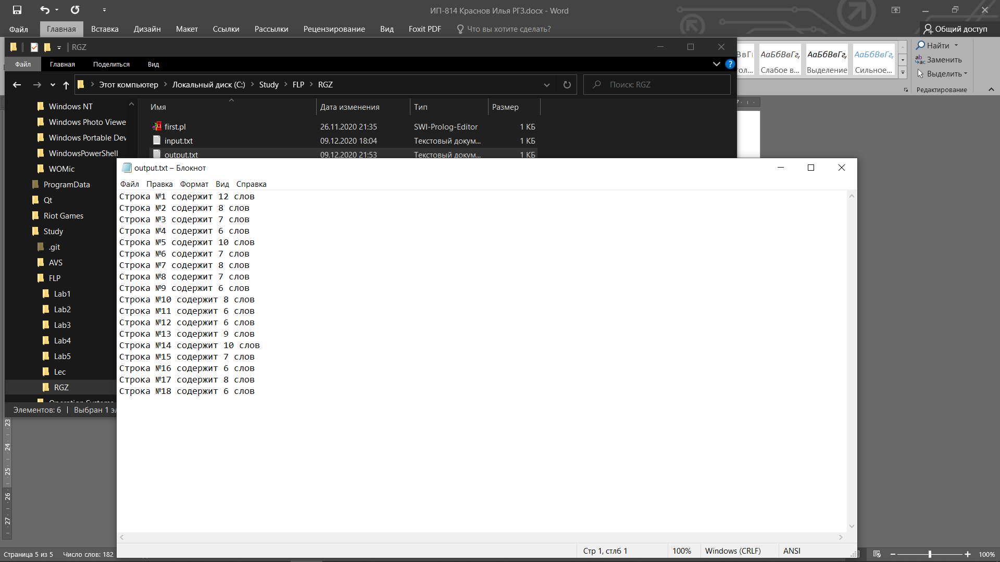 ИП-814 Краснов Илья РГЗ.docx - Word
Файл Главная Вставка Дизайн Макет Ссылки Рассылки Рецензирование Вид Foxit PDF Что вы хотите сделать? Общий доступ
RGZ
Файл Главная Поделиться Вид
Этот компьютер Локальный диск (C:) Study FLP RGZ
Поиск: RGZ
АаБбВвГг, АаБбВвГг, АаБбВвГг,
Слабое в... Выделение Сильное...
Найти
Заменить
Выделить
Редактирование
Windows NT
Windows Photo Viewe
Windows Portable Dev
WindowsPowerShell
WOMic
ProgramData
Qt
Riot Games
Study
.git
AVS
FLP
Lab1
Lab2
Lab3
Lab4
Lab5
Lec
RGZ
Operation Systems
Имя Дата изменения Тип Размер
first.pl 26.11.2020 21:35 SWI-Prolog-Editor 1 КБ
input.txt 09.12.2020 18:04 Текстовый докум... 1 КБ
output.txt 09.12.2020 21:53 Текстовый докум... 1 КБ
Элементов: 6 Выбран 1 эл
output.txt – Блокнот
Файл Правка Формат Вид Справка
Строка №1 содержит 12 слов
Строка №2 содержит 8 слов
Строка №3 содержит 7 слов
Строка №4 содержит 6 слов
Строка №5 содержит 10 слов
Строка №6 содержит 7 слов
Строка №7 содержит 8 слов
Строка №8 содержит 7 слов
Строка №9 содержит 6 слов
Строка №10 содержит 8 слов
Строка №11 содержит 6 слов
Строка №12 содержит 6 слов
Строка №13 содержит 9 слов
Строка №14 содержит 10 слов
Строка №15 содержит 7 слов
Строка №16 содержит 6 слов
Строка №17 содержит 8 слов
Строка №18 содержит 6 слов
Стр 1, стлб 1 100% Windows (CRLF) ANSI
23
24
25
26
27
Страница 5 из 5 Число слов: 182 100%